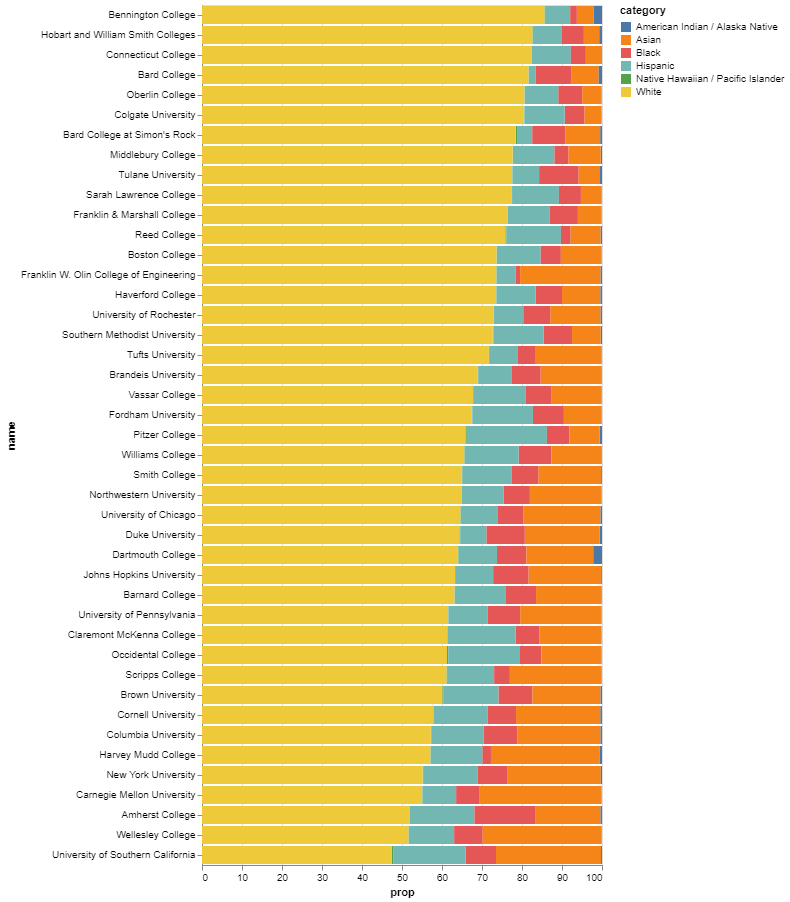 category
American Indian / Alaska Native
Asian
Black
Hispanic
Native Hawaiian / Pacific Islander
White
name
Bennington College
Hobart and William Smith Colleges
Connecticut College
Bard College
Oberlin College
Colgate University
Bard College at Simon's Rock
Middlebury College
Tulane University
Sarah Lawrence College
Franklin & Marshall College
Reed College
Boston College
Franklin W. Olin College of Engineering
Haverford College
University of Rochester
Southern Methodist University
Tufts University
Brandeis University
Vassar College
Fordham University
Pitzer College
Williams College
Smith College
Northwestern University
University of Chicago
Duke University
Dartmouth College
Johns Hopkins University
Barnard College
University of Pennsylvania
Claremont McKenna College
Occidental College
Scripps College
Brown University
Cornell University
Columbia University
Harvey Mudd College
New York University
Carnegie Mellon University
Amherst College
Wellesley College
University of Southern California
0 10 20 30 40 50 60 70 80 90 100
prop